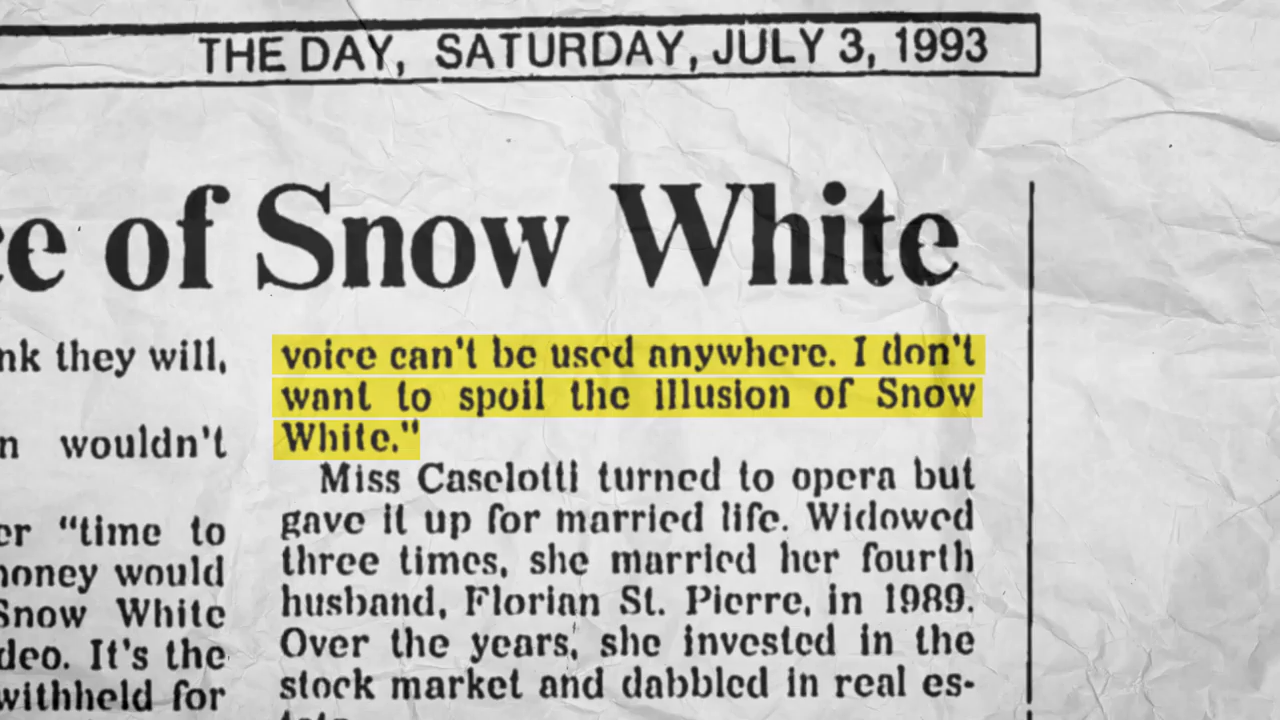 THE DAY, SATURDAY, JULY 3, 1993
ce of Snow White
nk they will,
n wouldn't
er "time to
money would
Snow White
deo. It's the
withheld for
voice can't be used anywhere. I don't
want to spoil the illusion of Snow
White."
Miss Caselotti turned to opera but
gave it up for married life. Widowed
three times, she married her fourth
husband, Florian St. Pierre, in 1989.
Over the years, she invested in the
stock market and dabbled in real es-